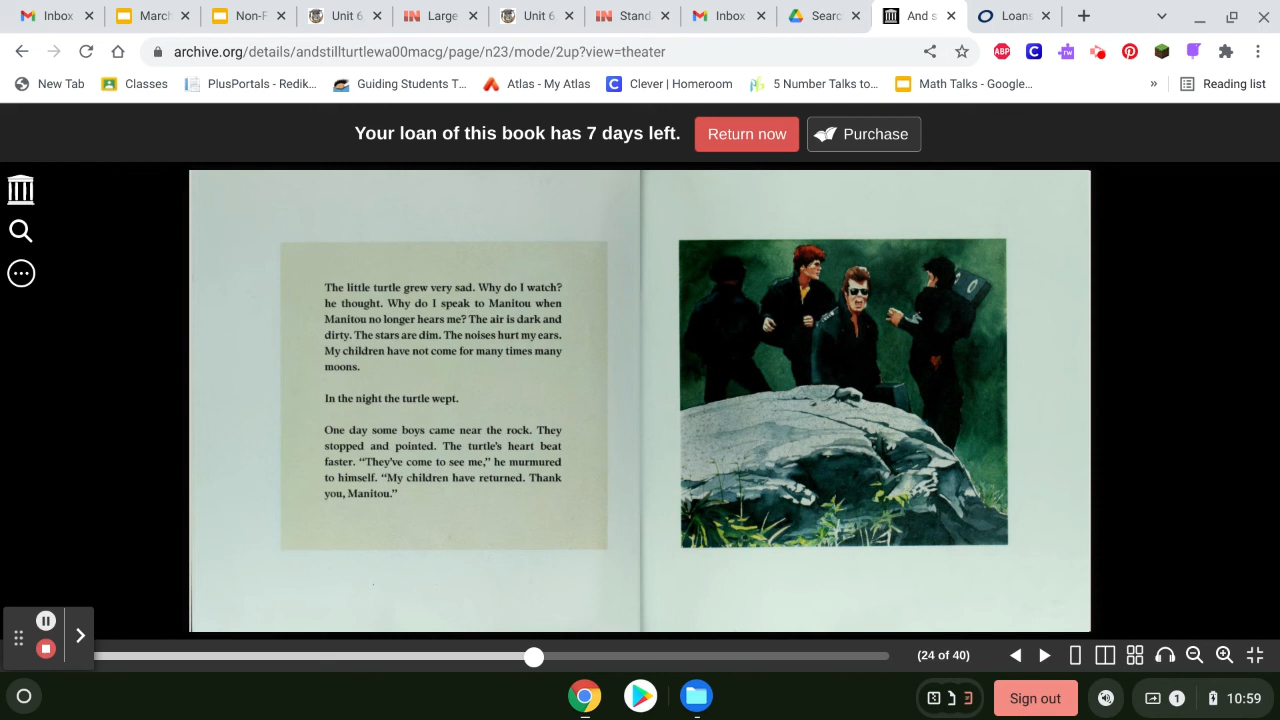 Inbox
March
Non-F
Unit 6.
Large
Unit 6.
Stand
Inbox
Searc
And s
Loans
archive.org/details/andstillturtlewa00macg/page/n23/mode/2up?view=theater
ABP
C
rw
New Tab
Classes
PlusPortals - Redik...
Guiding Students T...
Atlas - My Atlas
C Clever | Homeroom
5 Number Talks to...
Math Talks - Google...
»
Reading list
Your loan of this book has 7 days left.
Return now
Purchase
The little turtle grew very sad. Why do I watch?
he thought. Why do I speak to Manitou when
Manitou no longer hears me? The air is dark and
dirty. The stars are dim. The noises hurt my ears.
My children have not come for many times many
moons.
In the night the turtle wept.
One day some boys came near the rock. They
stopped and pointed. The turtle's heart beat
faster. “They've come to see me,” he murmured
to himself. “My children have returned. Thank
you, Manitou.”
(24 of 40)
Sign out
1
10:59